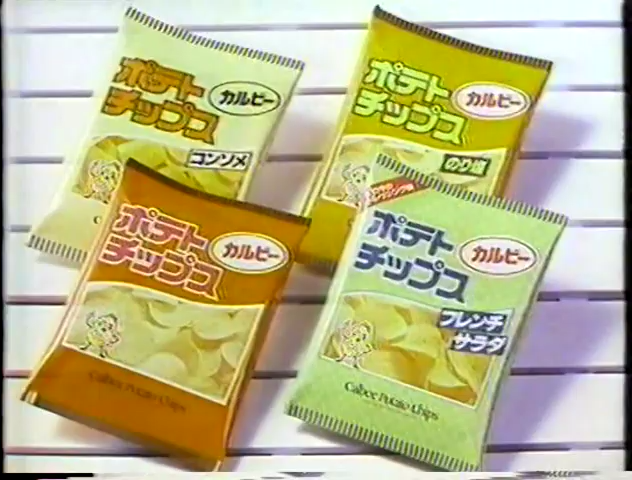 ポテト
チップス
カルビー
コンソメ
ポテト
チップス
カルビー
のり塩
ポテト
チップス
カルビー
Calbee Potato Chips
ポテト
チップス
カルビー
フレンチ
サラダ
Calbee Potato Chips